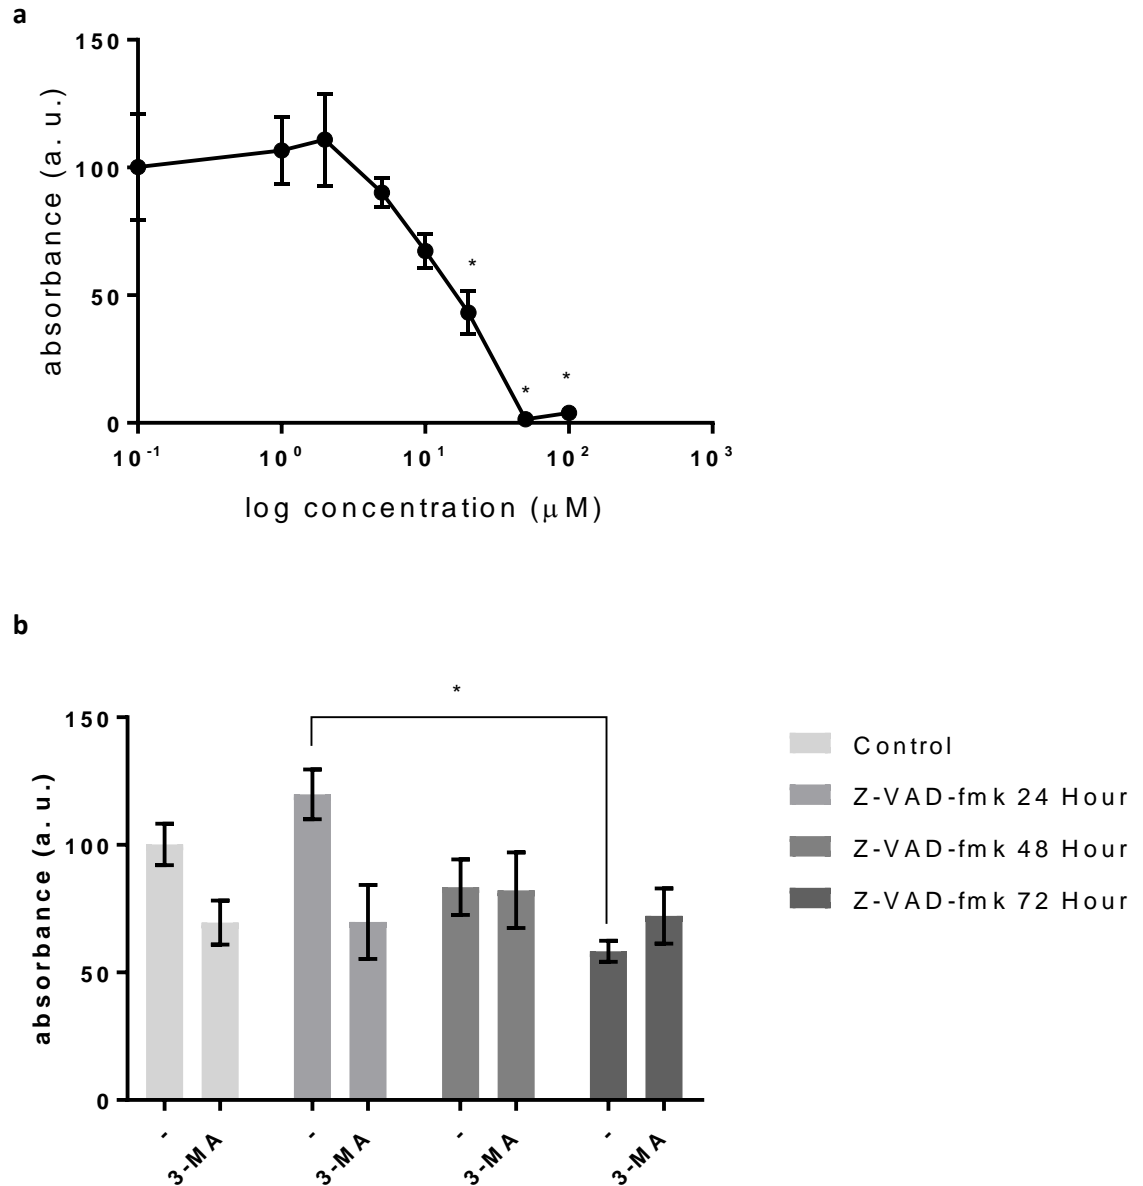 a
150
100
50
0
absorbance (a. u.)
*
*
*
10-1
100
101
102
103
log concentration (μM)
b
*
150
100
50
0
absorbance (a. u.)
Control
Z-VAD-fmk 24 Hour
Z-VAD-fmk 48 Hour
Z-VAD-fmk 72 Hour
-
3-MA
-
3-MA
-
3-MA
-
3-MA